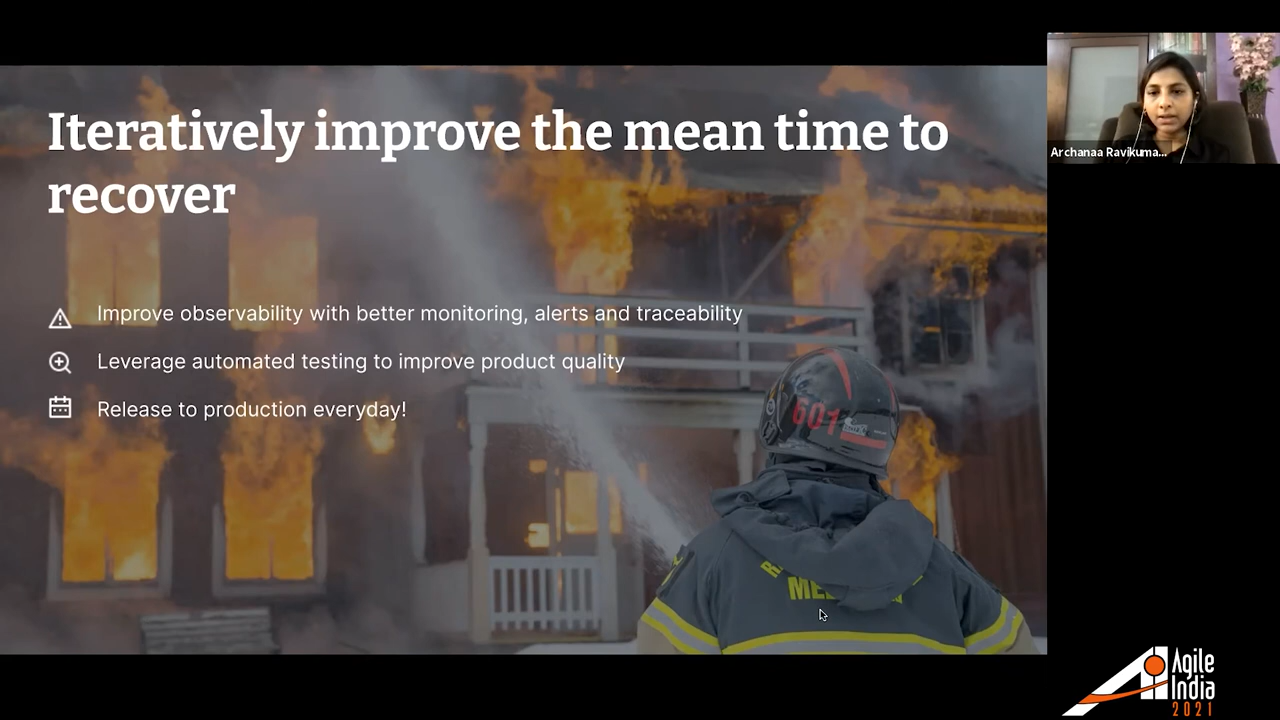 Iteratively improve the mean time to
recover
Improve observability with better monitoring, alerts and traceability
Leverage automated testing to improve product quality
Release to production everyday!
601
Archanaa Ravikuma...
Agile
India
2021